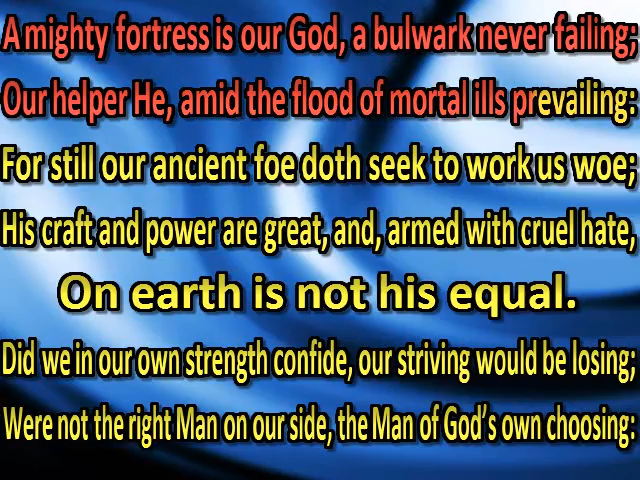 A mighty fortress is our God, a bulwark never failing;
Our helper He, amid the flood of mortal ills prevailing:
For still our ancient foe doth seek to work us woe;
His craft and power are great, and, armed with cruel hate,
On earth is not his equal.
Did we in our own strength confide, our striving would be losing;
Were not the right Man on our side, the Man of God’s own choosing: